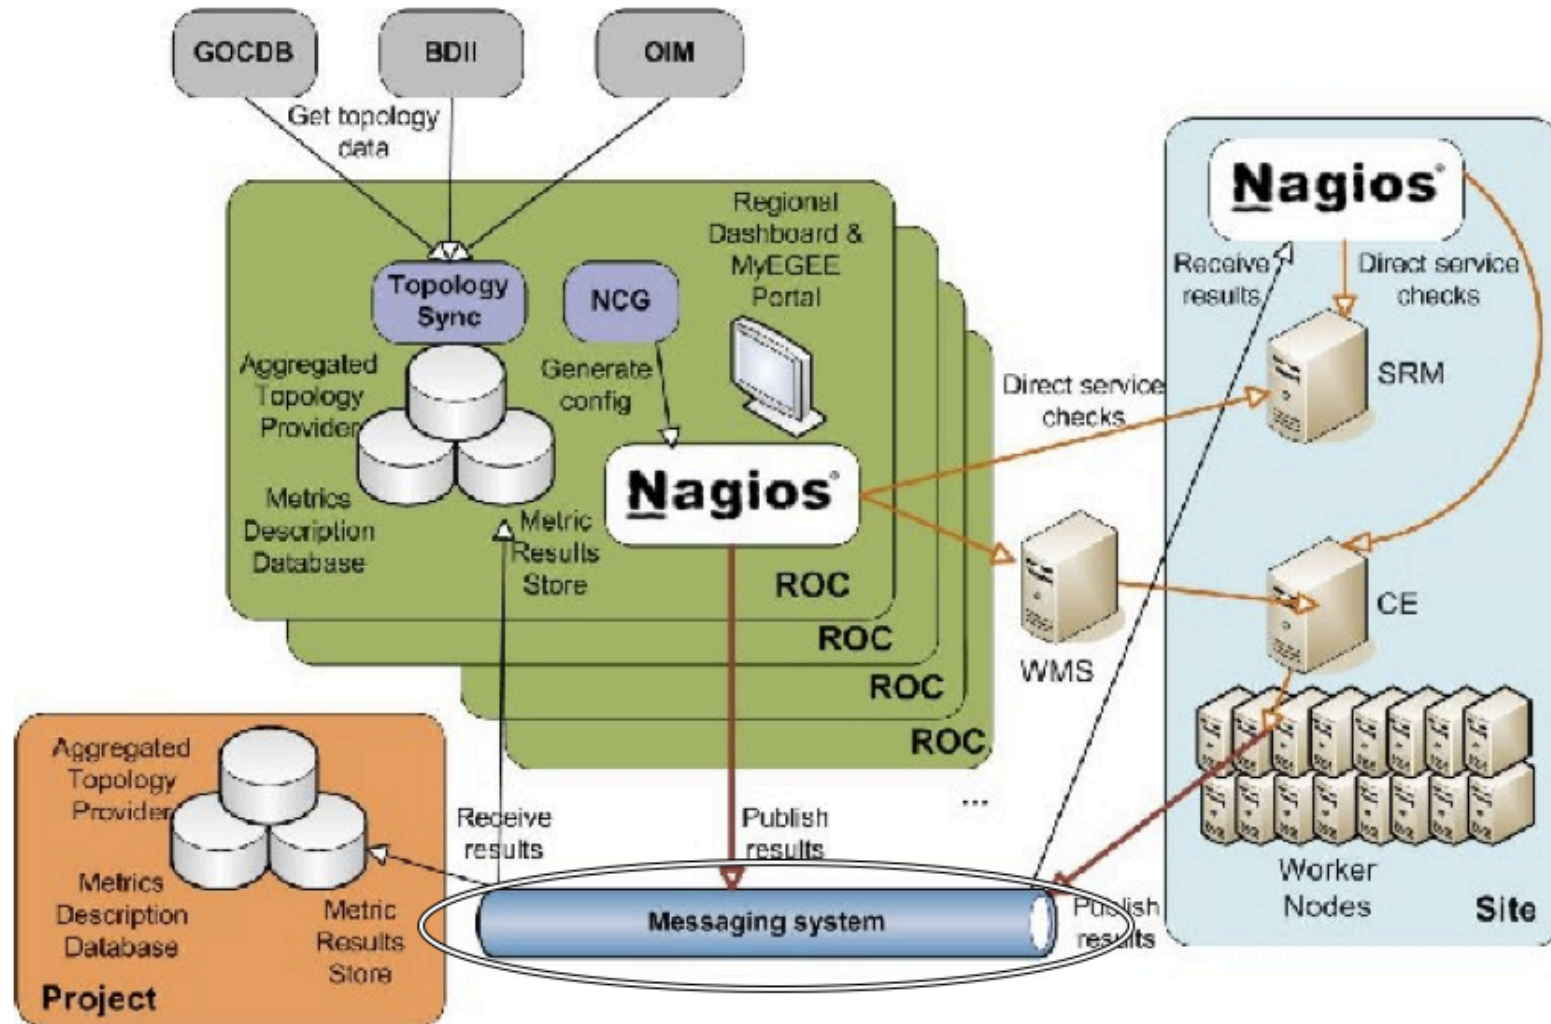 GOCDB
BDII
OIM
Get topology
data
Topology
Sync
NCG
Regional
Dashboard &
MyEGEE
Portal
Aggregated
Topology
Provider
Generate
config
Nagios®
Metrics
Description
Database
Metric
Results
Store
ROC
ROC
ROC
ROC
...
Direct service
checks
WMS
Nagios®
Receive
results
Direct service
checks
SRM
CE
Worker
Nodes
Site
Aggregated
Topology
Provider
Metrics
Description
Database
Metric
Results
Store
Project
Receive
results
Publish
results
Messaging system
Publish
results